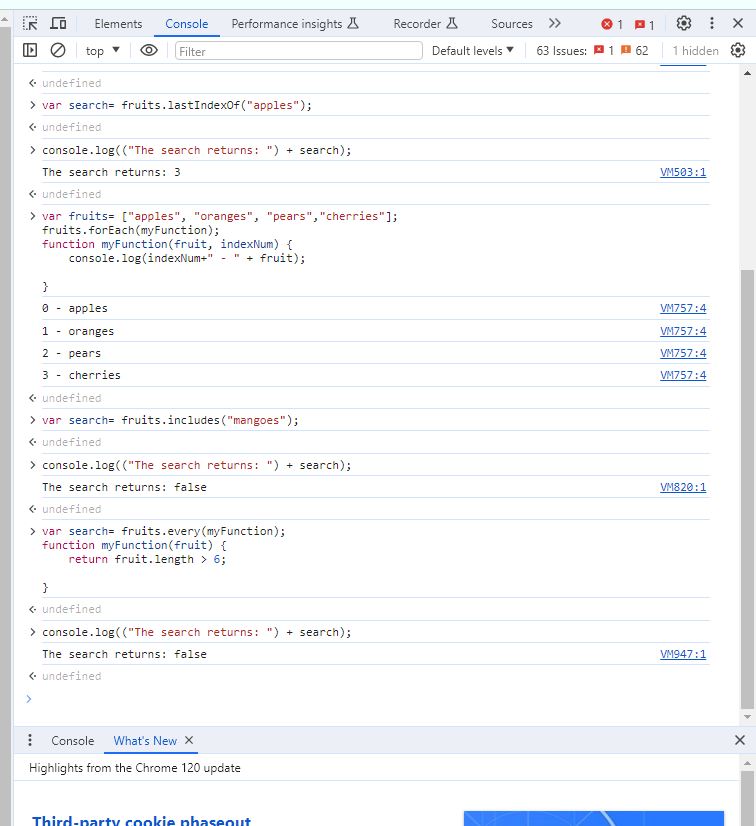 Elements Console Performance insights Recorder Sources 1 1
top Filter Default levels 63 Issues: 1 62 1 hidden
undefined
var search= fruits.lastIndexOf("apples");
undefined
console.log(("The search returns: ") + search);
The search returns: 3 VM503:1
undefined
var fruits= ["apples", "oranges", "pears","cherries"];
fruits.forEach(myFunction);
function myFunction(fruit, indexNum) {
console.log(indexNum+" - " + fruit);
}
0 - apples VM757:4
1 - oranges VM757:4
2 - pears VM757:4
3 - cherries VM757:4
undefined
var search= fruits.includes("mangoes");
undefined
console.log(("The search returns: ") + search);
The search returns: false VM820:1
undefined
var search= fruits.every(myFunction);
function myFunction(fruit) {
return fruit.length > 6;
}
undefined
console.log(("The search returns: ") + search);
The search returns: false VM947:1
undefined
Console What's New
Highlights from the Chrome 120 update
Third-party cookie phaseout